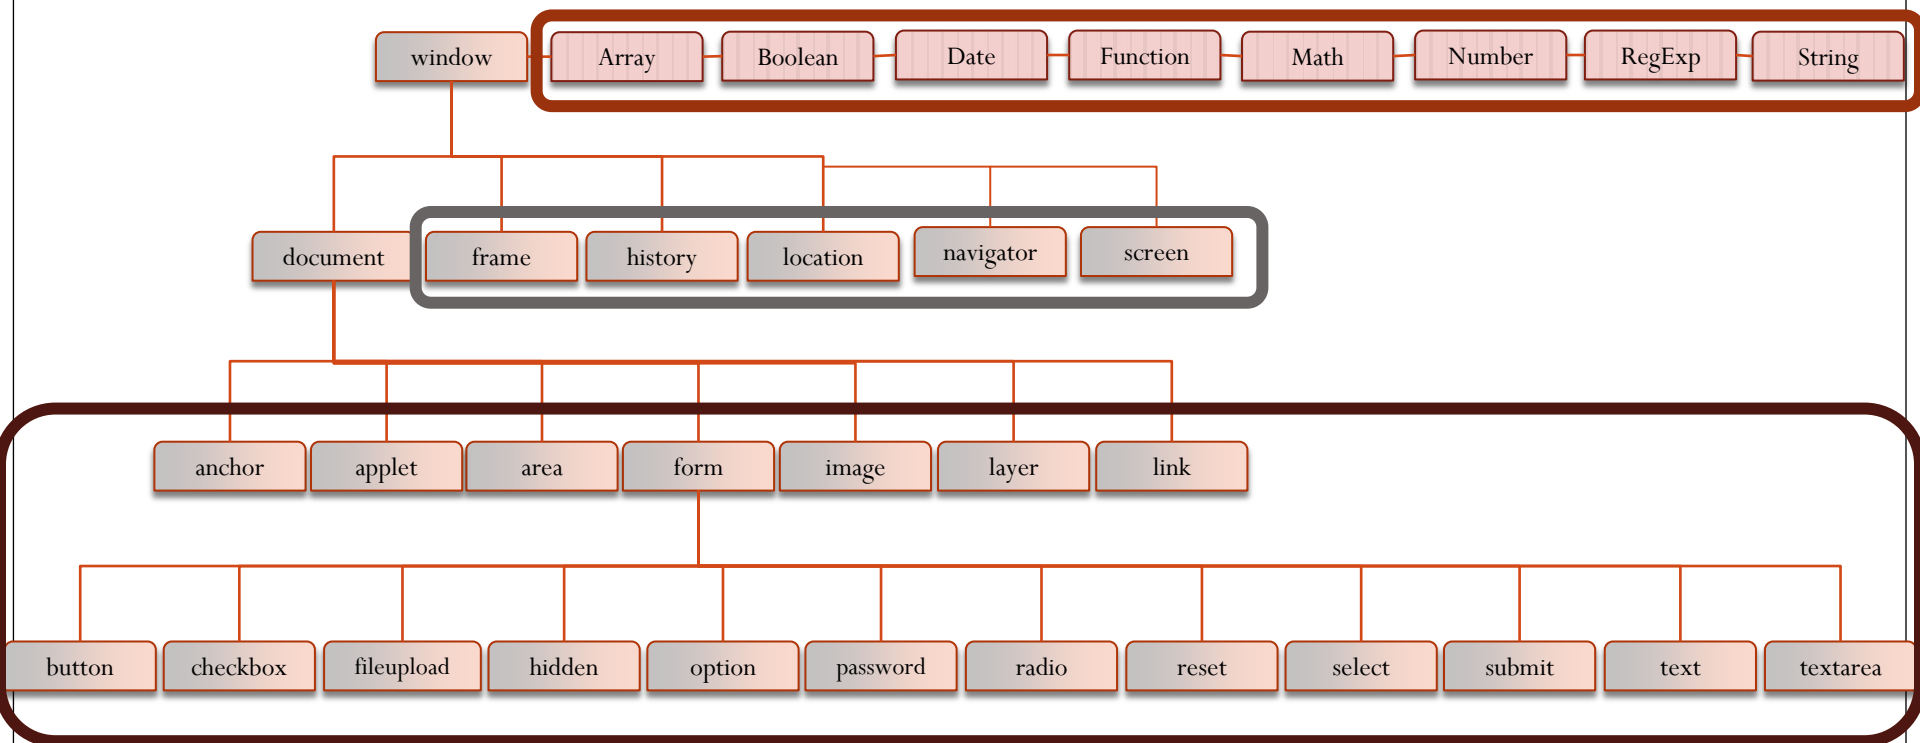 window
Array
Boolean
Date
Function
Math
Number
RegExp
String
document
frame
history
location
navigator
screen
anchor
applet
area
form
image
layer
link
button
checkbox
fileupload
hidden
option
password
radio
reset
select
submit
text
textarea